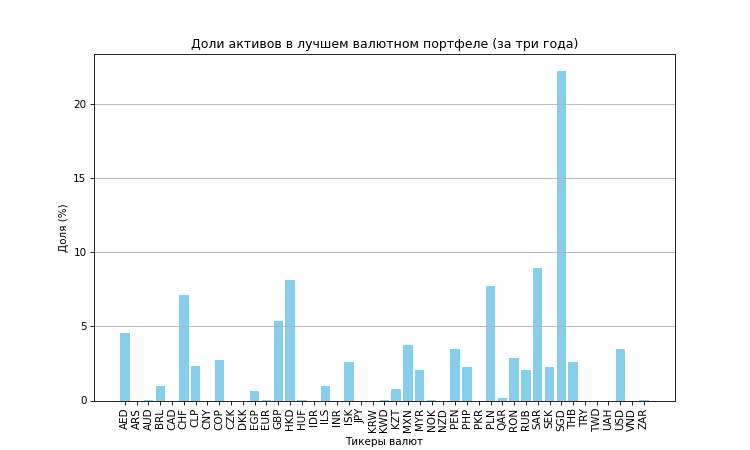 Доли активов в лучшем валютном портфеле (за три года)
Доля (%)
20
15
10
5
0
AED ARS AUD BRL CAD CHF CLP CNY COP CZK DKK EGP EUR GBP HKD HUF IDR ILS INR ISK JPY KRW KWD KZT MXN MYR NOK NZD PEN PHP PKR PLN QAR RON RUB SAR SEK SGD THB TRY TWD UAH USD VND ZAR
Тикеры валют